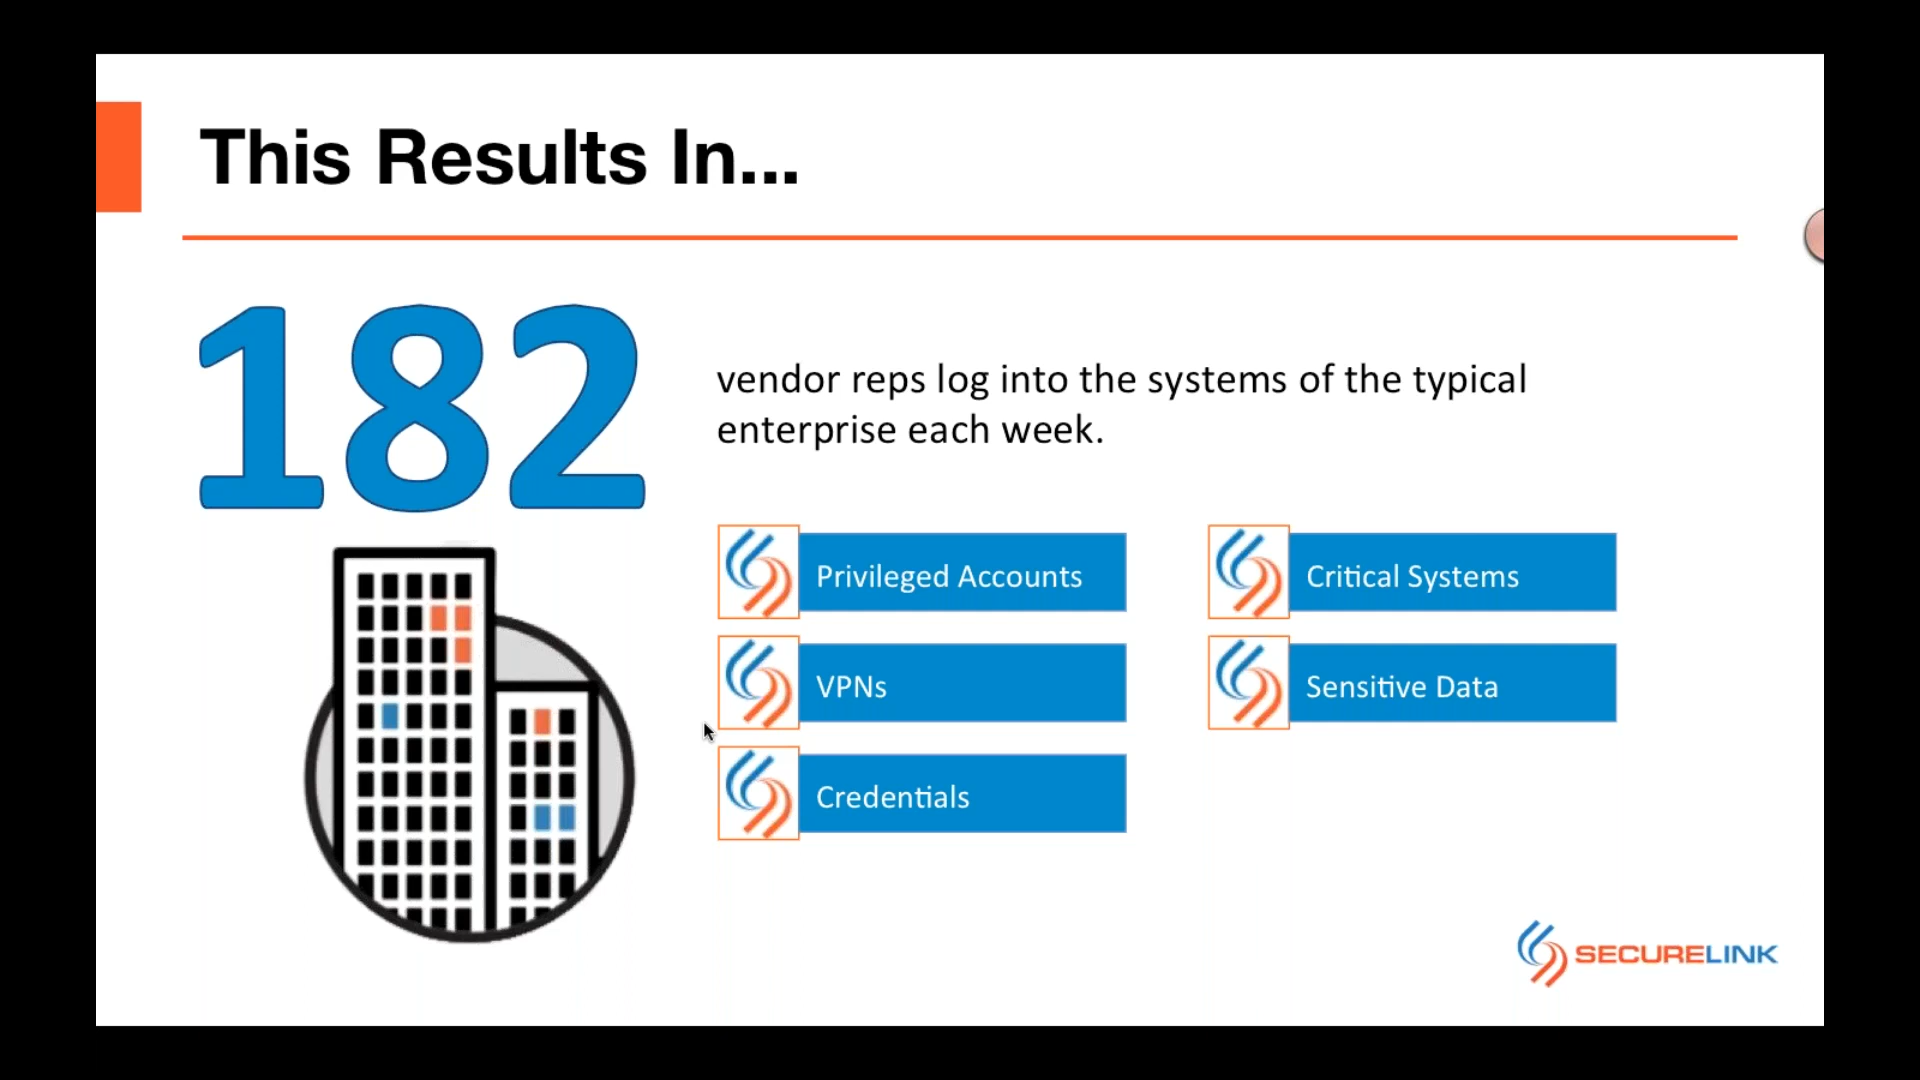 This Results In...
182
vendor reps log into the systems of the typical
enterprise each week.
Privileged Accounts
Critical Systems
VPNs
Sensitive Data
Credentials
SECURELINK